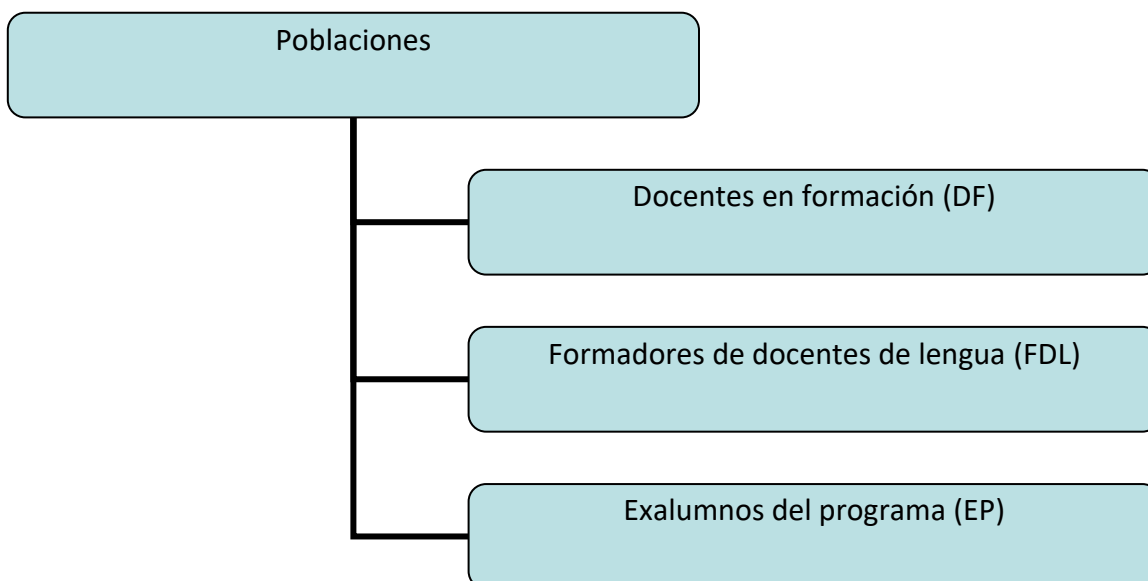 Poblaciones
Docentes en formación (DF)
Formadores de docentes de lengua (FDL)
Exalumnos del programa (EP)